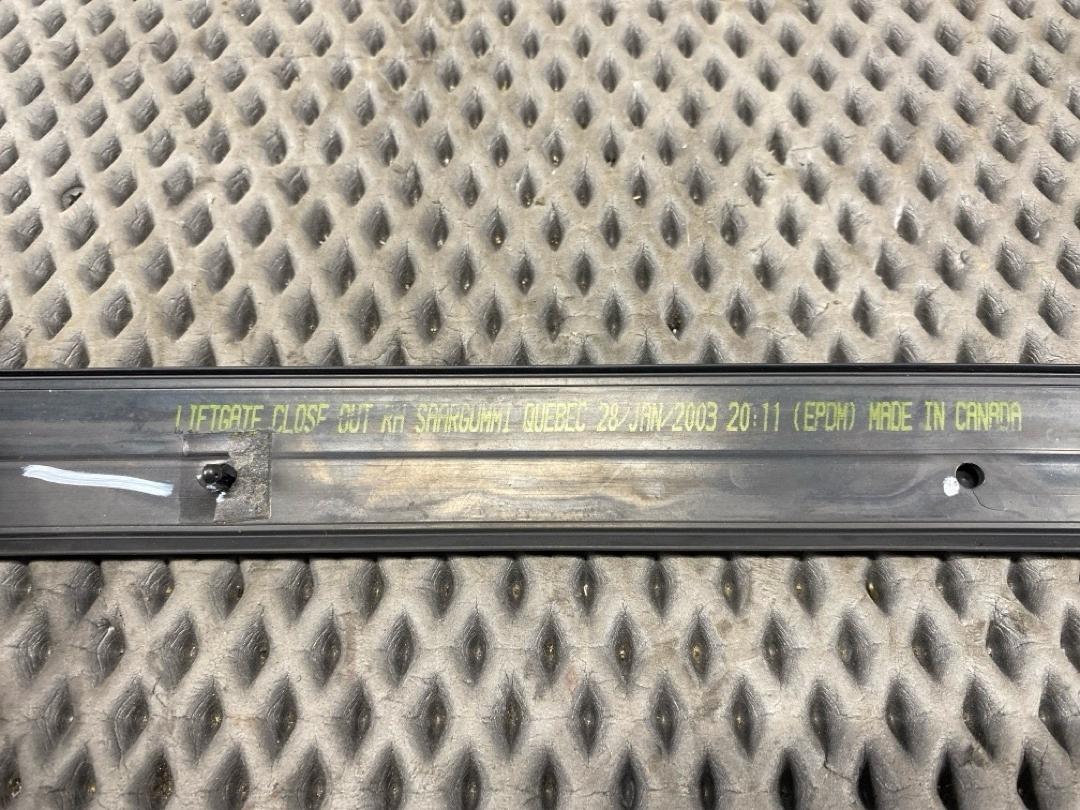 LIFTGATE CLOSE OUT RH SAARGUMMI QUEBEC 28/JAN/2003 20:11 (EPDM) MADE IN CANADA